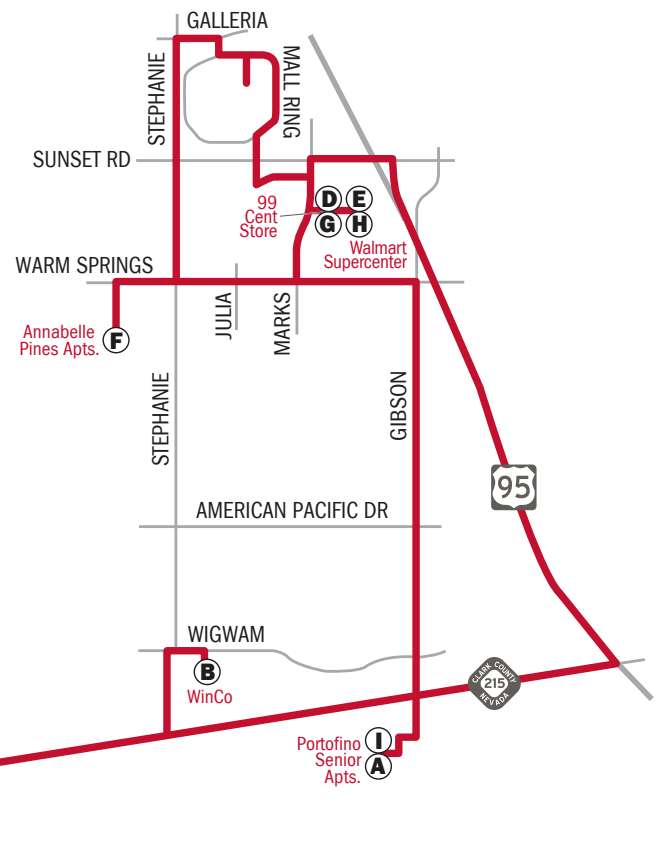 GALLERIA
STEPHANIE
MALL RING
SUNSET RD
99
Cent
Store
D
E
G
H
Walmart
Supercenter
WARM SPRINGS
JULIA
MARKS
Annabelle
Pines Apts.
F
STEPHANIE
GIBSON
95
AMERICAN PACIFIC DR
WIGWAM
B
WinCo
CLARK COUNTY
215
NEVADA
Portofino
Senior
Apts.
I
A